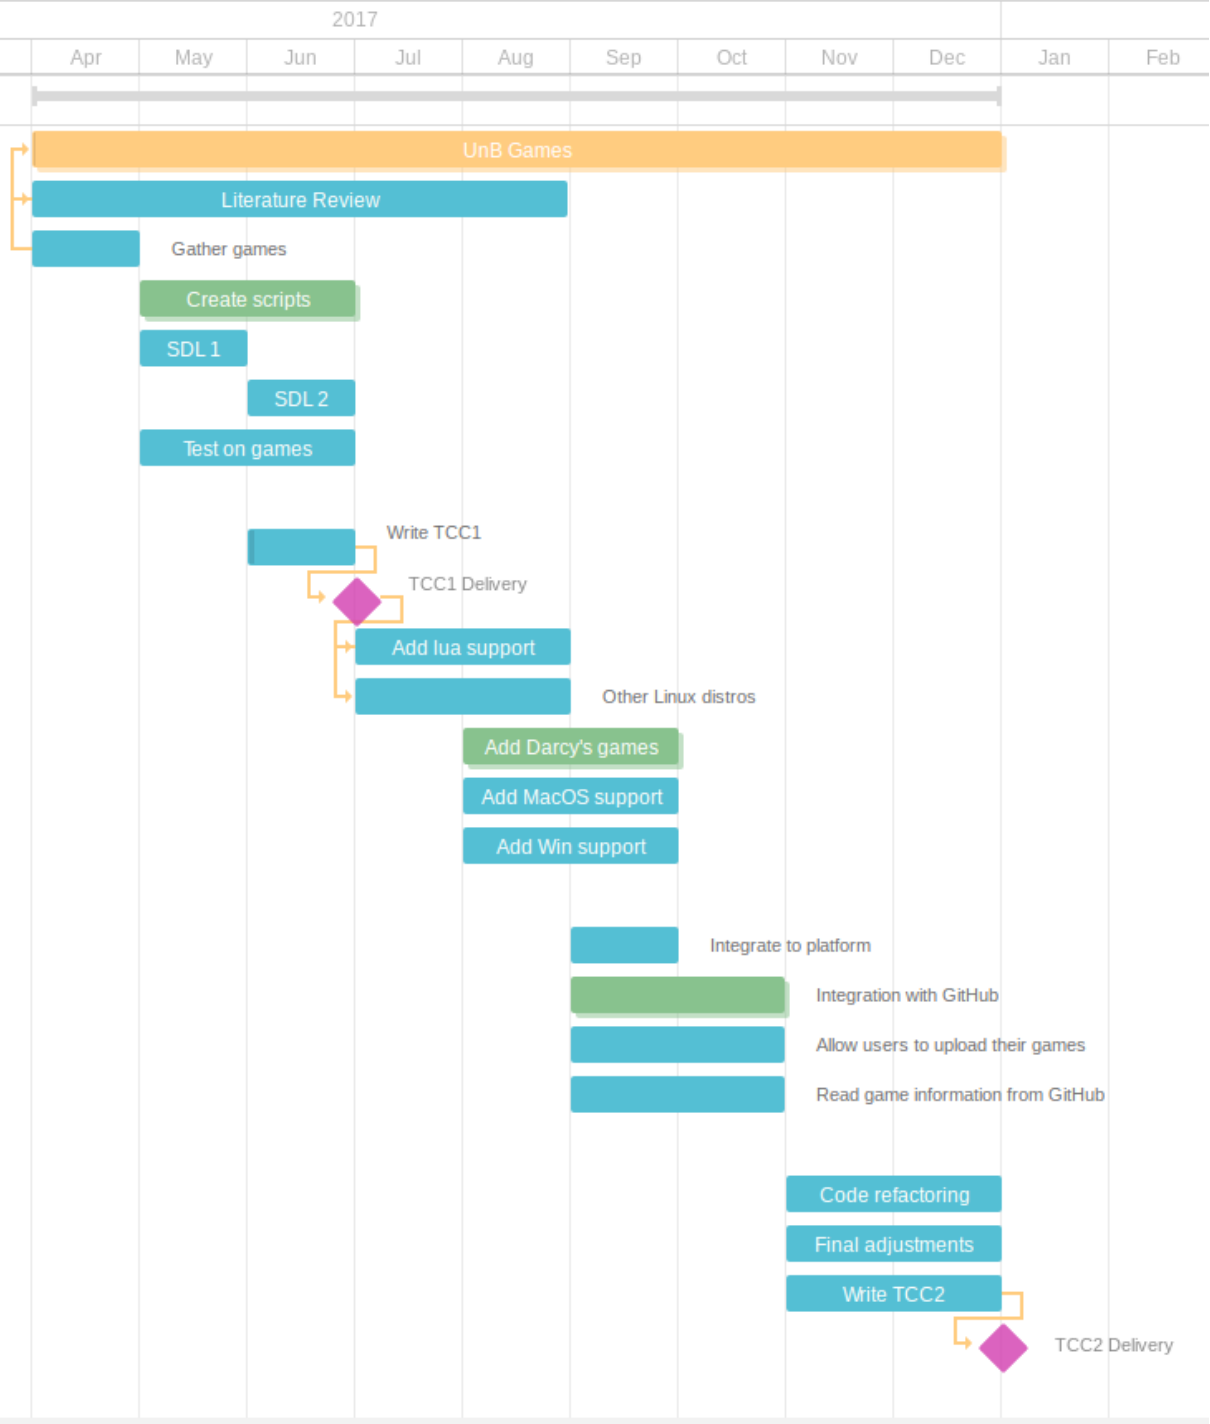 2017
Apr May Jun Jul Aug Sep Oct Nov Dec Jan Feb
UnB Games
Literature Review
Gather games
Create scripts
SDL 1
SDL 2
Test on games
Write TCC1
TCC1 Delivery
Add lua support
Other Linux distros
Add Darcy's games
Add MacOS support
Add Win support
Integrate to platform
Integration with GitHub
Allow users to upload their games
Read game information from GitHub
Code refactoring
Final adjustments
Write TCC2
TCC2 Delivery